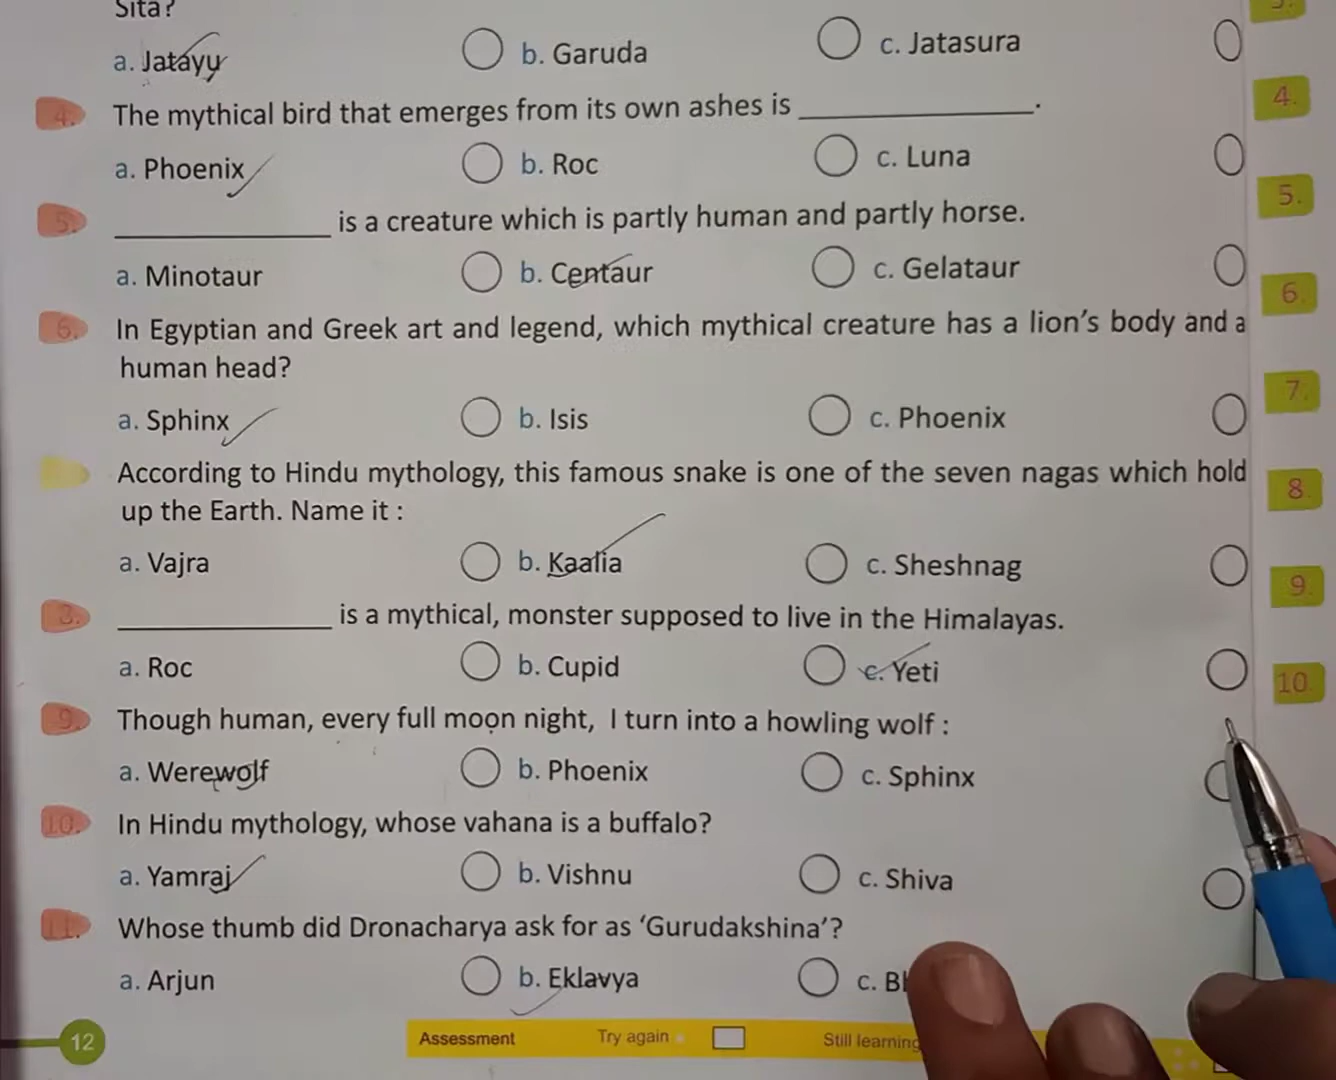 Sita?
a. Jatayu b. Garuda c. Jatasura
4. The mythical bird that emerges from its own ashes is ____________.
a. Phoenix b. Roc c. Luna
5. ____________ is a creature which is partly human and partly horse.
a. Minotaur b. Centaur c. Gelataur
6. In Egyptian and Greek art and legend, which mythical creature has a lion's body and a
human head?
a. Sphinx b. Isis c. Phoenix
According to Hindu mythology, this famous snake is one of the seven nagas which hold
up the Earth. Name it :
a. Vajra b. Kaalia c. Sheshnag
8. ____________ is a mythical, monster supposed to live in the Himalayas.
a. Roc b. Cupid c. Yeti
9. Though human, every full moon night, I turn into a howling wolf :
a. Werewolf b. Phoenix c. Sphinx
10. In Hindu mythology, whose vahana is a buffalo?
a. Yamraj b. Vishnu c. Shiva
11. Whose thumb did Dronacharya ask for as 'Gurudakshina'?
a. Arjun b. Eklavya c.
12 Assessment Try again Still learning
4.
5.
6.
7.
8.
9.
10.